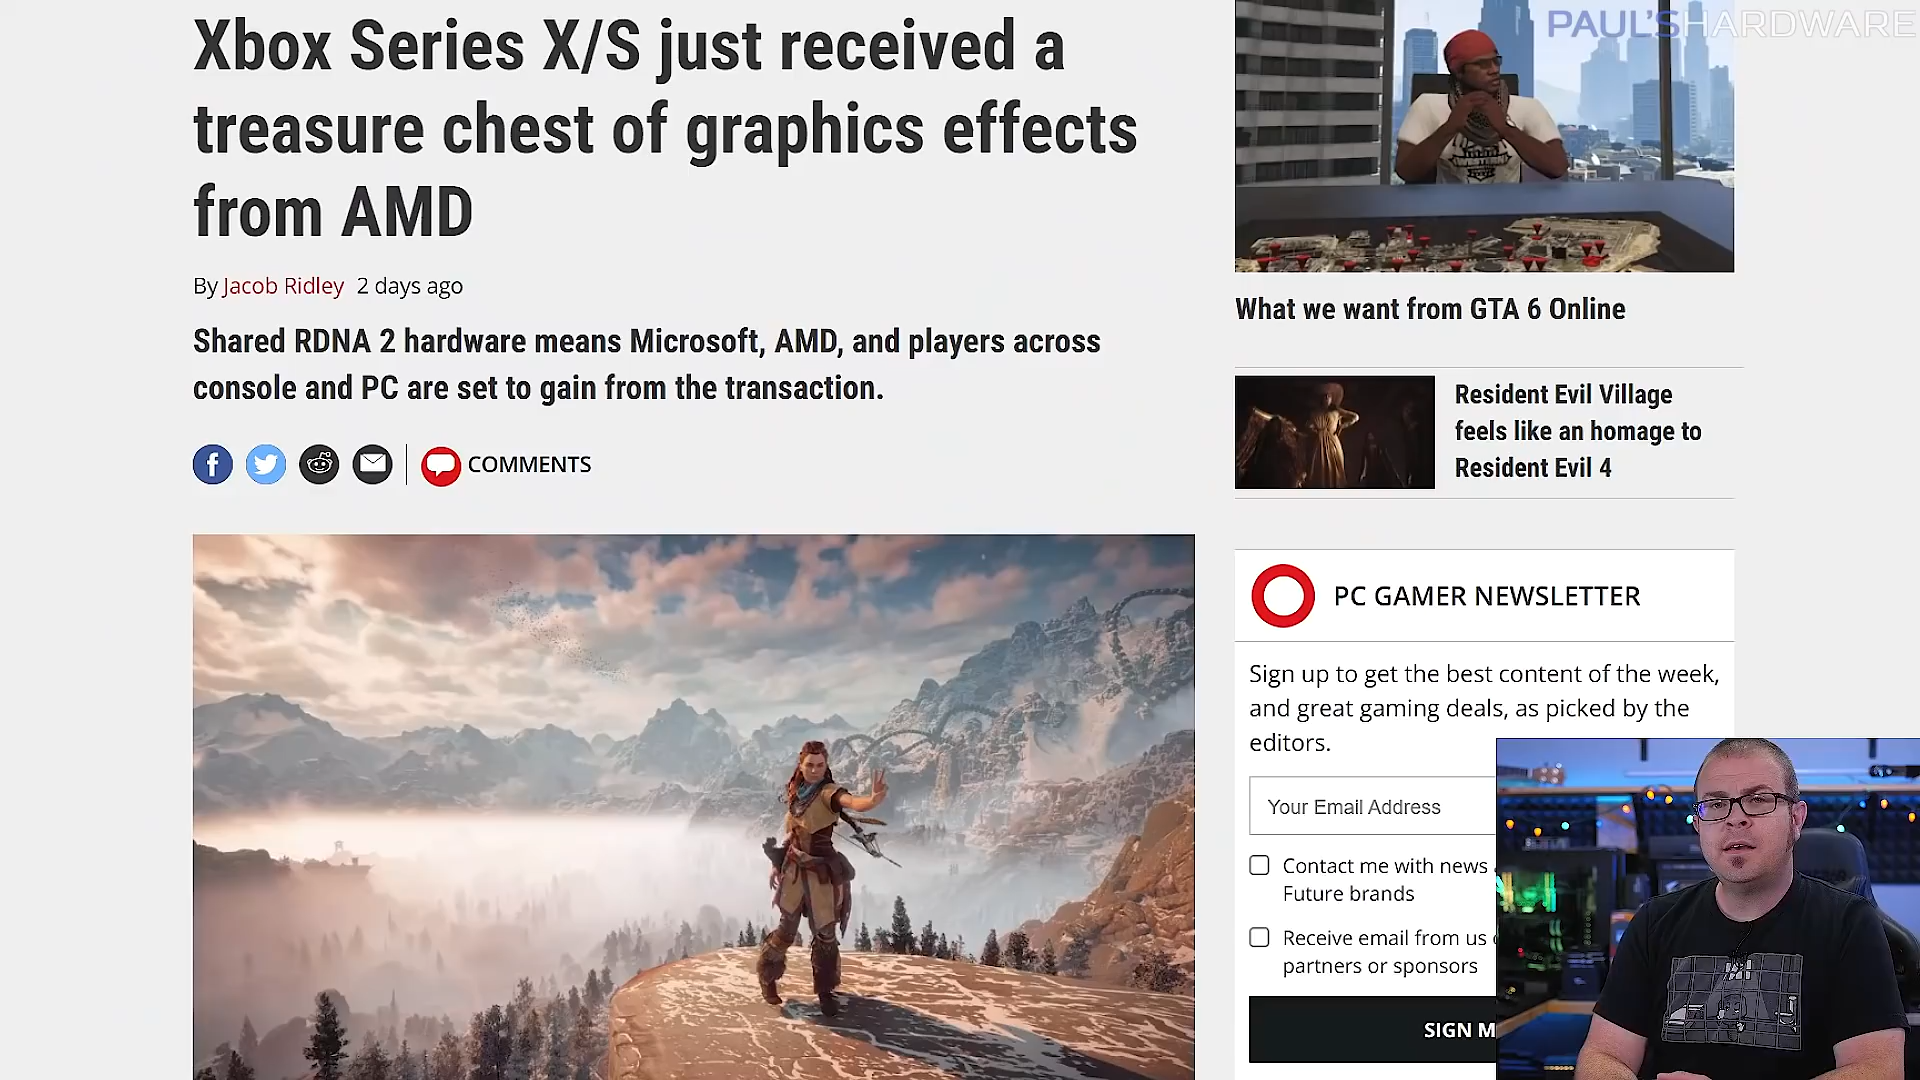 Xbox Series X/S just received a
treasure chest of graphics effects
from AMD
By Jacob Ridley 2 days ago
Shared RDNA 2 hardware means Microsoft, AMD, and players across
console and PC are set to gain from the transaction.
COMMENTS
PAUL'SHARDWARE
What we want from GTA 6 Online
Resident Evil Village
feels like an homage to
Resident Evil 4
PC GAMER NEWSLETTER
Sign up to get the best content of the week,
and great gaming deals, as picked by the
editors.
Your Email Address
Contact me with news
Future brands
Receive email from us
partners or sponsors
SIGN M